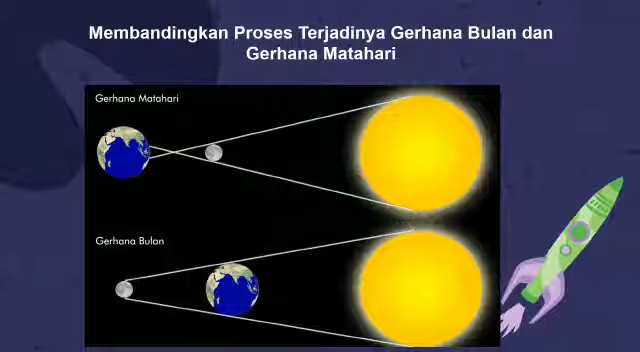 Membandingkan Proses Terjadinya Gerhana Bulan dan
Gerhana Matahari
Gerhana Matahari
Gerhana Bulan